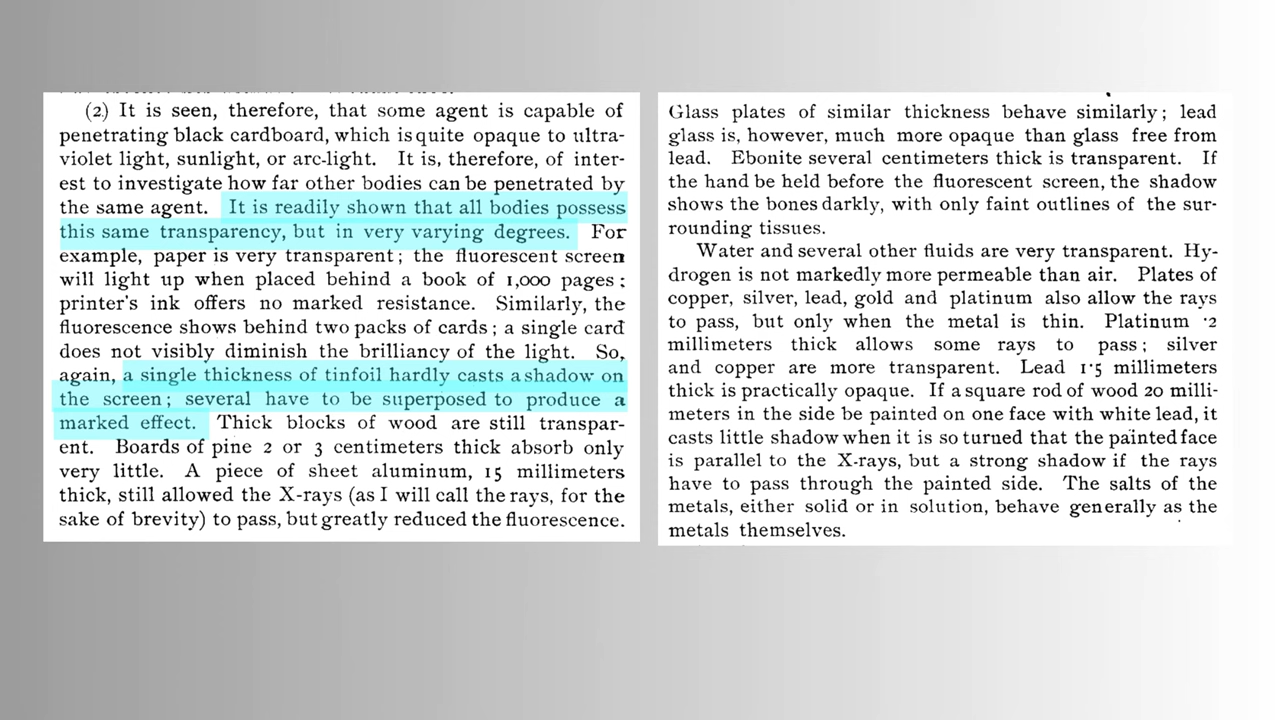 (2) It is seen, therefore, that some agent is capable of
penetrating black cardboard, which is quite opaque to ultra-
violet light, sunlight, or arc-light. It is, therefore, of inter-
est to investigate how far other bodies can be penetrated by
the same agent. It is readily shown that all bodies possess
this same transparency, but in very varying degrees. For
example, paper is very transparent; the fluorescent screen
will light up when placed behind a book of 1,000 pages;
printer's ink offers no marked resistance. Similarly, the
fluorescence shows behind two packs of cards; a single card
does not visibly diminish the brilliancy of the light. So,
again, a single thickness of tinfoil hardly casts a shadow on
the screen; several have to be superposed to produce a
marked effect. Thick blocks of wood are still transpar-
ent. Boards of pine 2 or 3 centimeters thick absorb only
very little. A piece of sheet aluminum, 15 millimeters
thick, still allowed the X-rays (as I will call the rays, for the
sake of brevity) to pass, but greatly reduced the fluorescence.
Glass plates of similar thickness behave similarly; lead
glass is, however, much more opaque than glass free from
lead. Ebonite several centimeters thick is transparent. If
the hand be held before the fluorescent screen, the shadow
shows the bones darkly, with only faint outlines of the sur-
rounding tissues.
Water and several other fluids are very transparent. Hy-
drogen is not markedly more permeable than air. Plates of
copper, silver, lead, gold and platinum also allow the rays
to pass, but only when the metal is thin. Platinum ·2
millimeters thick allows some rays to pass; silver
and copper are more transparent. Lead 1·5 millimeters
thick is practically opaque. If a square rod of wood 20 milli-
meters in the side be painted on one face with white lead, it
casts little shadow when it is so turned that the painted face
is parallel to the X-rays, but a strong shadow if the rays
have to pass through the painted side. The salts of the
metals, either solid or in solution, behave generally as the
metals themselves.